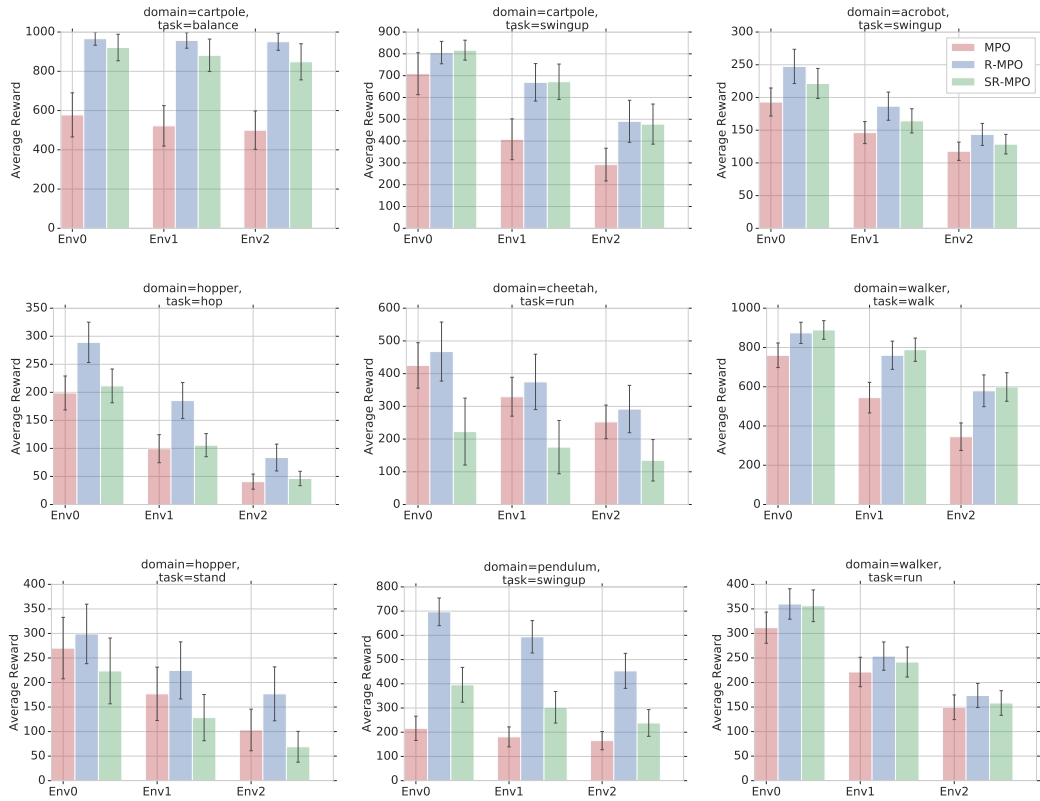 domain=cartpole,
task=balance
Average Reward
1000
800
600
400
200
0
Env0
Env1
Env2
domain=cartpole,
task=swingup
Average Reward
900
800
700
600
500
400
300
200
100
0
Env0
Env1
Env2
domain=acrobot,
task=swingup
Average Reward
300
250
200
150
100
50
0
Env0
Env1
Env2
MPO
R-MPO
SR-MPO
domain=hopper,
task=hop
Average Reward
350
300
250
200
150
100
50
0
Env0
Env1
Env2
domain=cheetah,
task=run
Average Reward
600
500
400
300
200
100
0
Env0
Env1
Env2
domain=walker,
task=walk
Average Reward
1000
800
600
400
200
0
Env0
Env1
Env2
domain=hopper,
task=stand
Average Reward
400
350
300
250
200
150
100
50
0
Env0
Env1
Env2
domain=pendulum,
task=swingup
Average Reward
800
700
600
500
400
300
200
100
0
Env0
Env1
Env2
domain=walker,
task=run
Average Reward
400
350
300
250
200
150
100
50
0
Env0
Env1
Env2